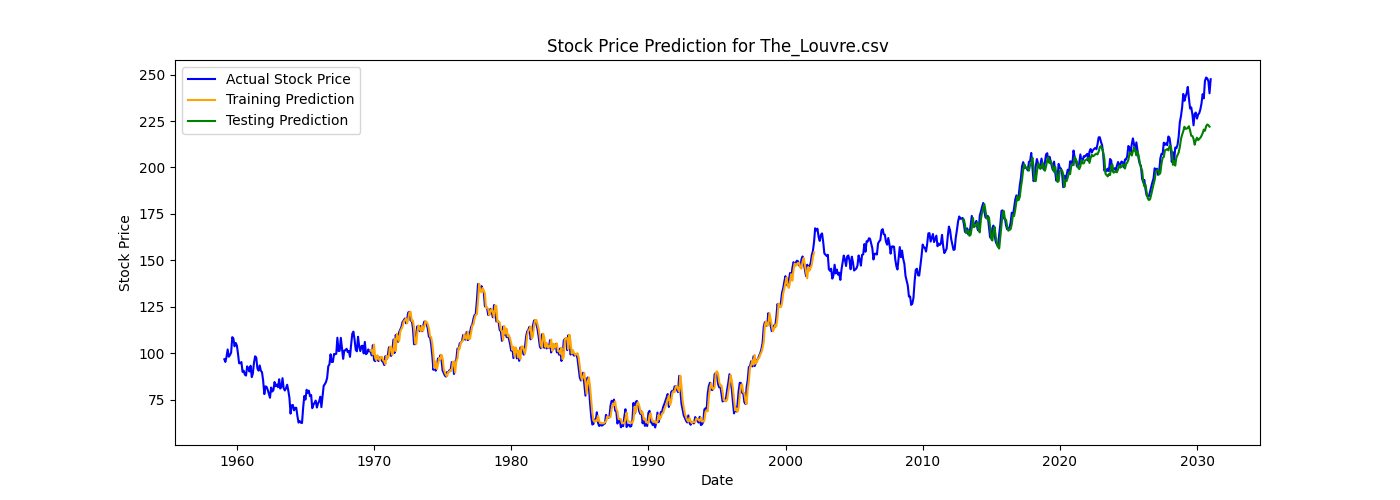 Stock Price Prediction for The_Louvre.csv
Actual Stock Price
Training Prediction
Testing Prediction
Stock Price
250
225
200
175
150
125
100
75
1960 1970 1980 1990 2000 2010 2020 2030
Date